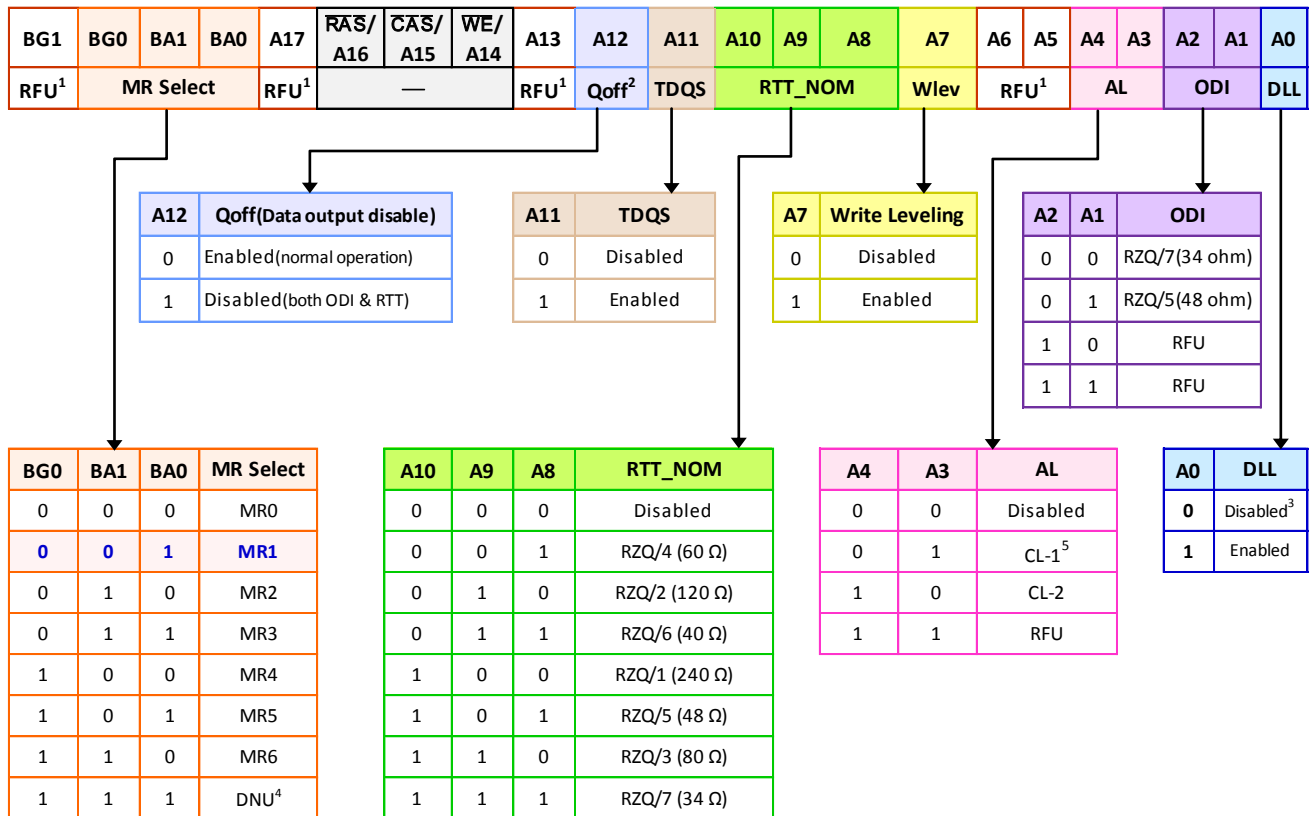 BG1 BG0 BA1 BA0 A17 RAS/ A16 CAS/ A15 WE/ A14 A13 A12 A11 A10 A9 A8 A7 A6 A5 A4 A3 A2 A1 A0
RFU1 MR Select RFU1 — RFU1 Qoff2 TDQS RTT_NOM Wlev RFU1 AL ODI DLL
A12 Qoff(Data output disable)
0 Enabled(normal operation)
1 Disabled(both ODI & RTT)
A11 TDQS
0 Disabled
1 Enabled
A7 Write Leveling
0 Disabled
1 Enabled
A2 A1 ODI
0 0 RZQ/7(34 ohm)
0 1 RZQ/5(48 ohm)
1 0 RFU
1 1 RFU
BG0 BA1 BA0 MR Select
0 0 0 MR0
0 0 1 MR1
0 1 0 MR2
0 1 1 MR3
1 0 0 MR4
1 0 1 MR5
1 1 0 MR6
1 1 1 DNU4
A10 A9 A8 RTT_NOM
0 0 0 Disabled
0 0 1 RZQ/4 (60 Ω)
0 1 0 RZQ/2 (120 Ω)
0 1 1 RZQ/6 (40 Ω)
1 0 0 RZQ/1 (240 Ω)
1 0 1 RZQ/5 (48 Ω)
1 1 0 RZQ/3 (80 Ω)
1 1 1 RZQ/7 (34 Ω)
A4 A3 AL
0 0 Disabled
0 1 CL-15
1 0 CL-2
1 1 RFU
A0 DLL
0 Disabled3
1 Enabled